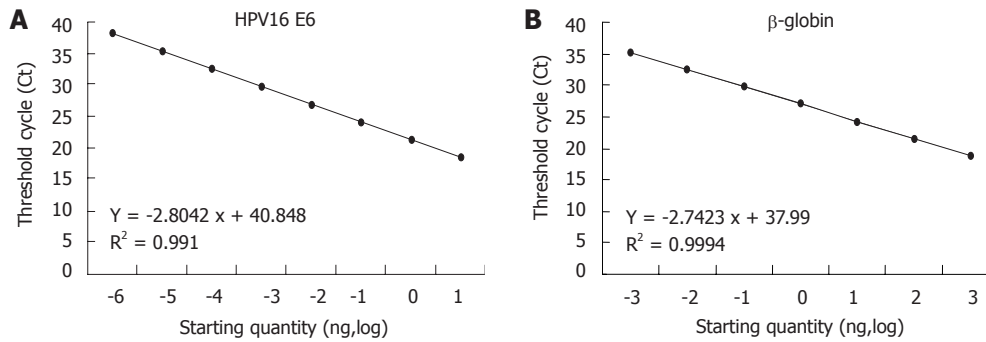 A
HPV16 E6
Threshold cycle (Ct)
40
35
30
25
20
15
10
5
0
Y = -2.8042 x + 40.848
R² = 0.991
-6 -5 -4 -3 -2 -1 0 1
Starting quantity (ng,log)
B
β-globin
Threshold cycle (Ct)
40
35
30
25
20
15
10
5
0
Y = -2.7423 x + 37.99
R² = 0.9994
-3 -2 -1 0 1 2 3
Starting quantity (ng,log)